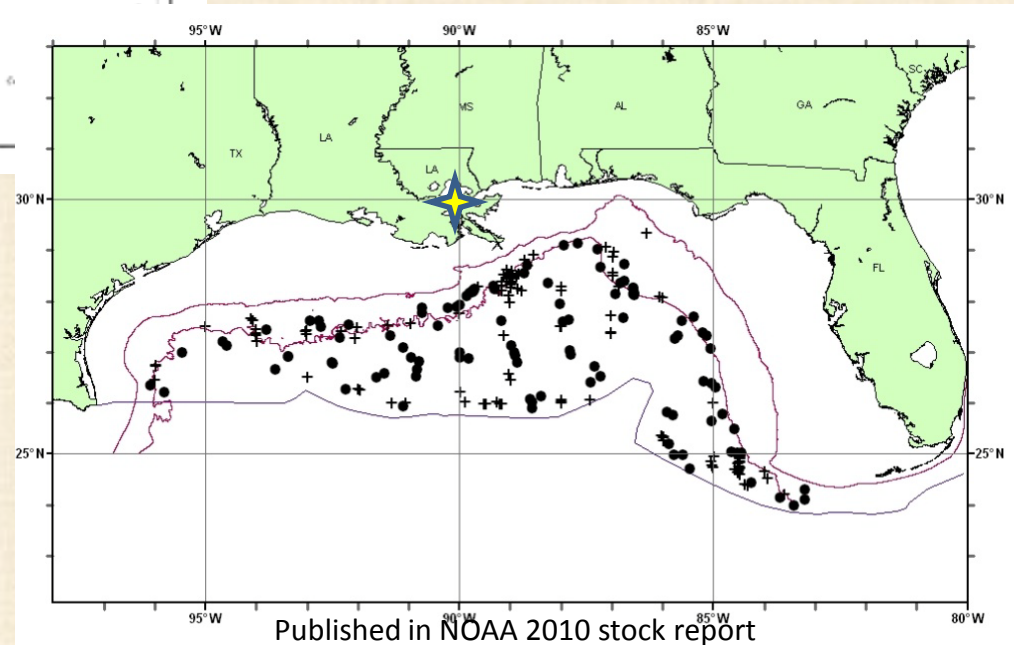 95°W 90°W 85°W
SC
MS AL GA
TX LA
LA
30°N 30°N
FL
25°N 25°N
95°W 90°W 85°W 80°W
Published in NOAA 2010 stock report